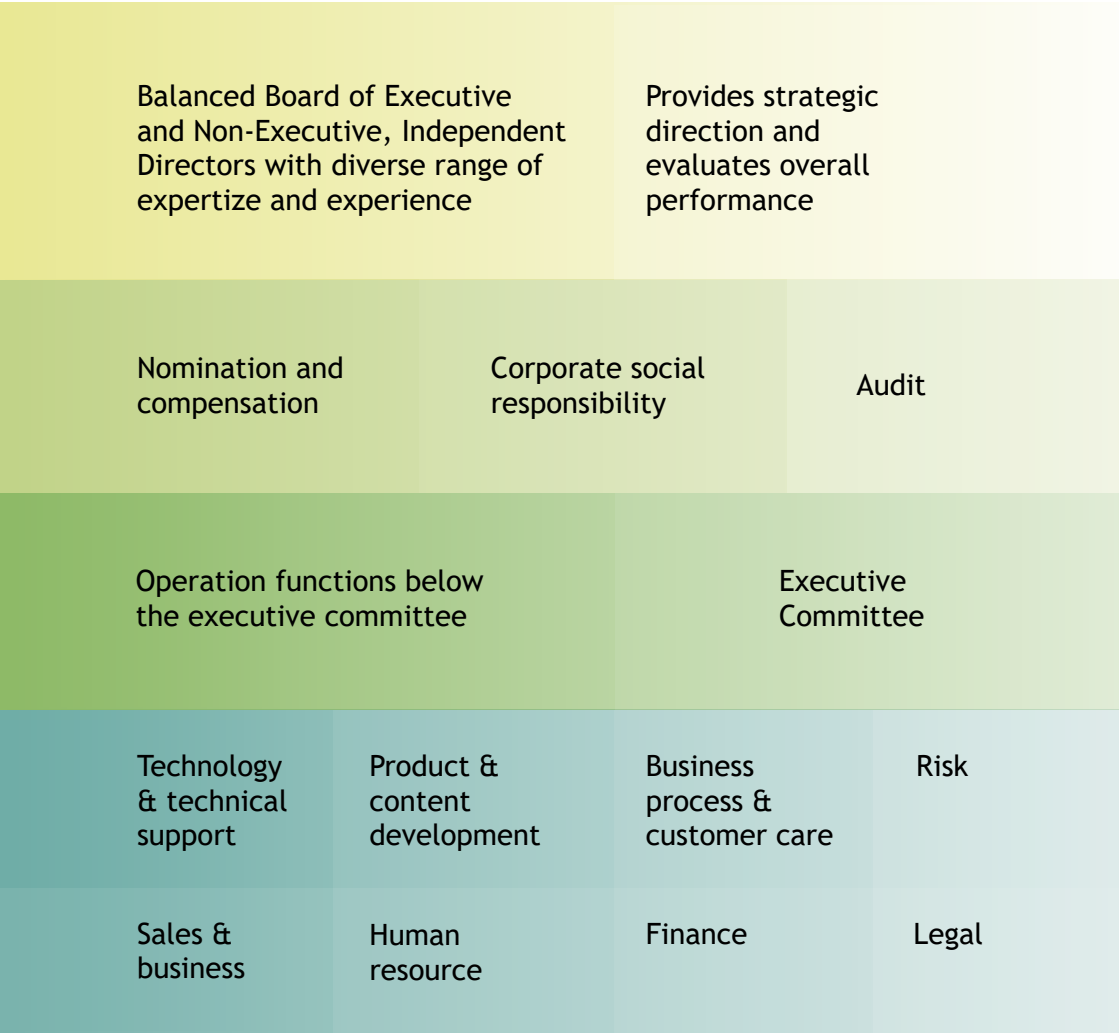 Balanced Board of Executive
and Non-Executive, Independent
Directors with diverse range of
expertize and experience
Provides strategic
direction and
evaluates overall
performance
Nomination and
compensation
Corporate social
responsibility
Audit
Operation functions below
the executive committee
Executive
Committee
Technology
& technical
support
Product &
content
development
Business
process &
customer care
Risk
Sales &
business
Human
resource
Finance
Legal